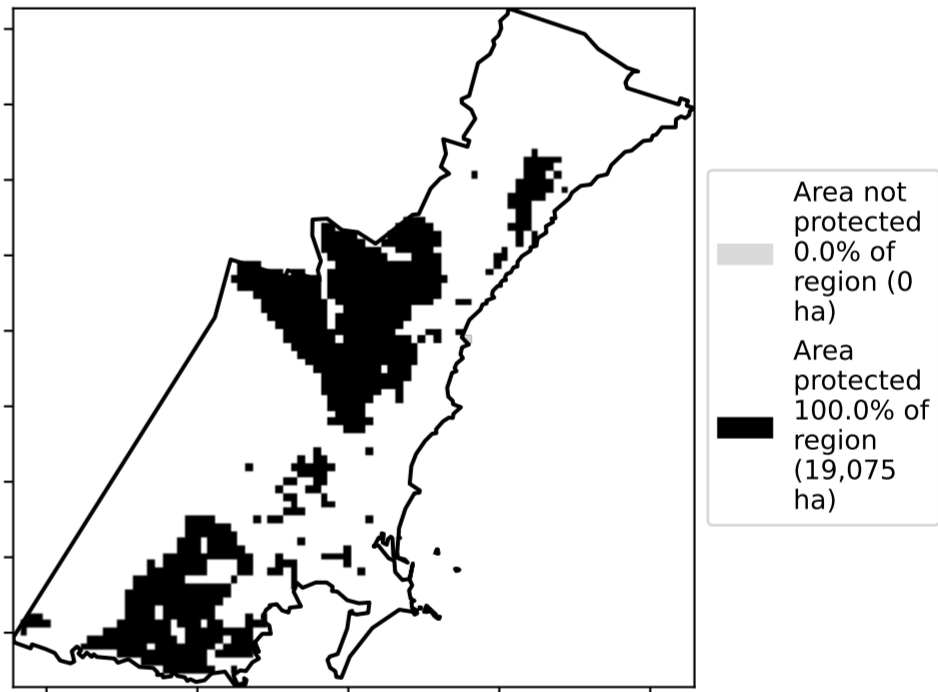 Area not
protected
0.0% of
region (0
ha)
Area
protected
100.0% of
region
(19,075
ha)